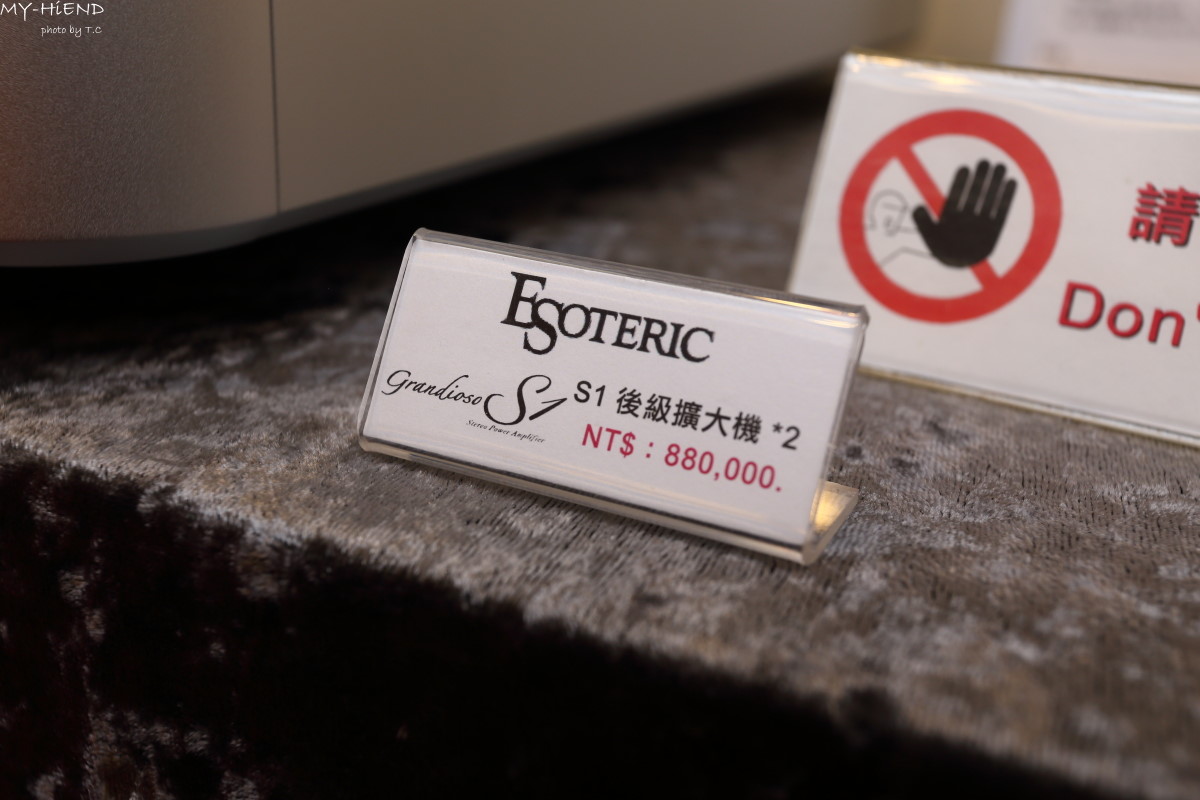 MY-HiEND
photo by T.C
ESOTERIC
Grandioso S1
Stereo Power Amplifier
S1 後級擴大機 *2
NT$：880,000.
請
Don'